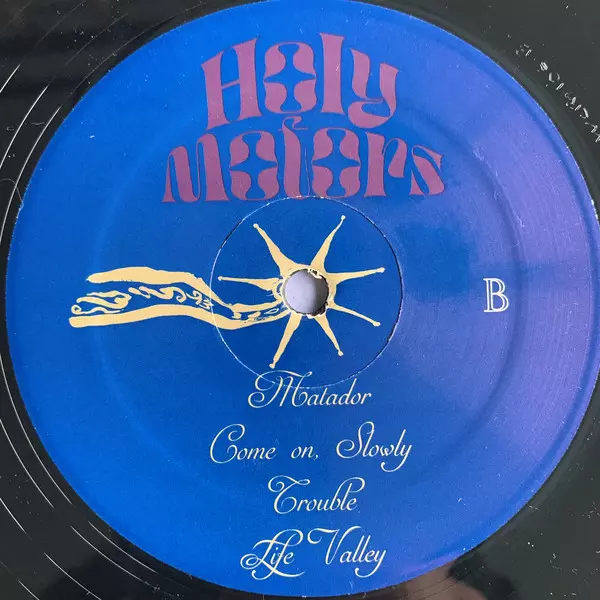 Holy
Motors
B
Matador
Come on, Slowly
Trouble
Life Valley